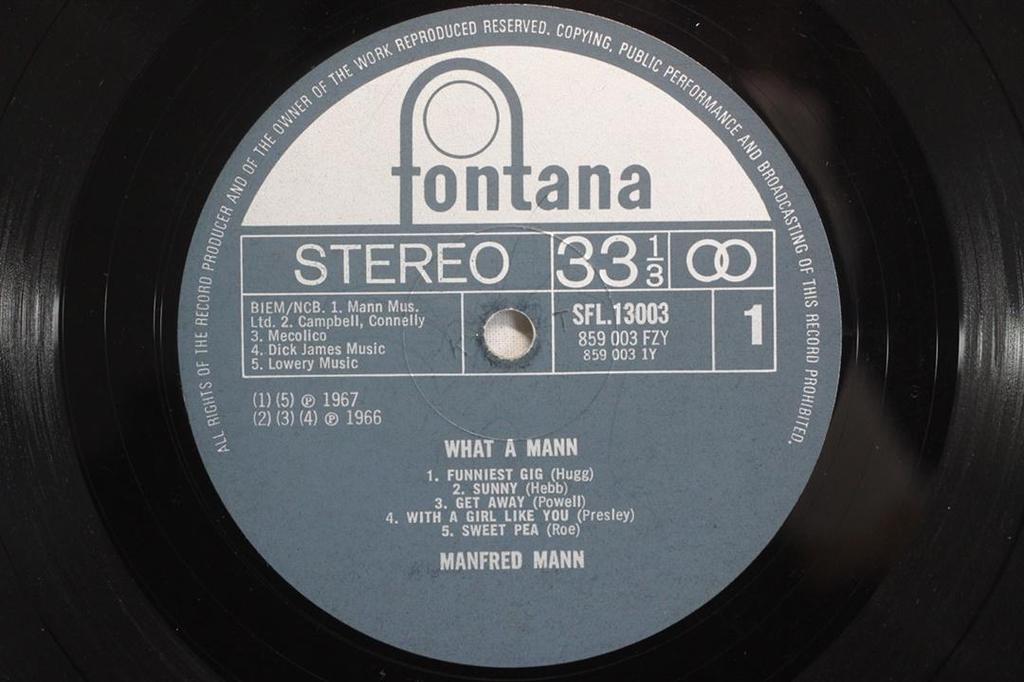 ALL RIGHTS OF THE RECORD PRODUCER AND OF THE OWNER OF THE WORK REPRODUCED RESERVED. COPYING, PUBLIC PERFORMANCE AND BROADCASTING OF THIS RECORD PROHIBITED.
fontana
STEREO 33 1/3
BIEM/NCB. 1. Mann Mus.
Ltd. 2. Campbell, Connelly
3. Mecolico
4. Dick James Music
5. Lowery Music
SFL.13003
859 003 FZY
859 003 1Y
1
(1) (5) ℗ 1967
(2) (3) (4) ℗ 1966
WHAT A MANN
1. FUNNIEST GIG (Hugg)
2. SUNNY (Hebb)
3. GET AWAY (Powell)
4. WITH A GIRL LIKE YOU (Presley)
5. SWEET PEA (Roe)
MANFRED MANN